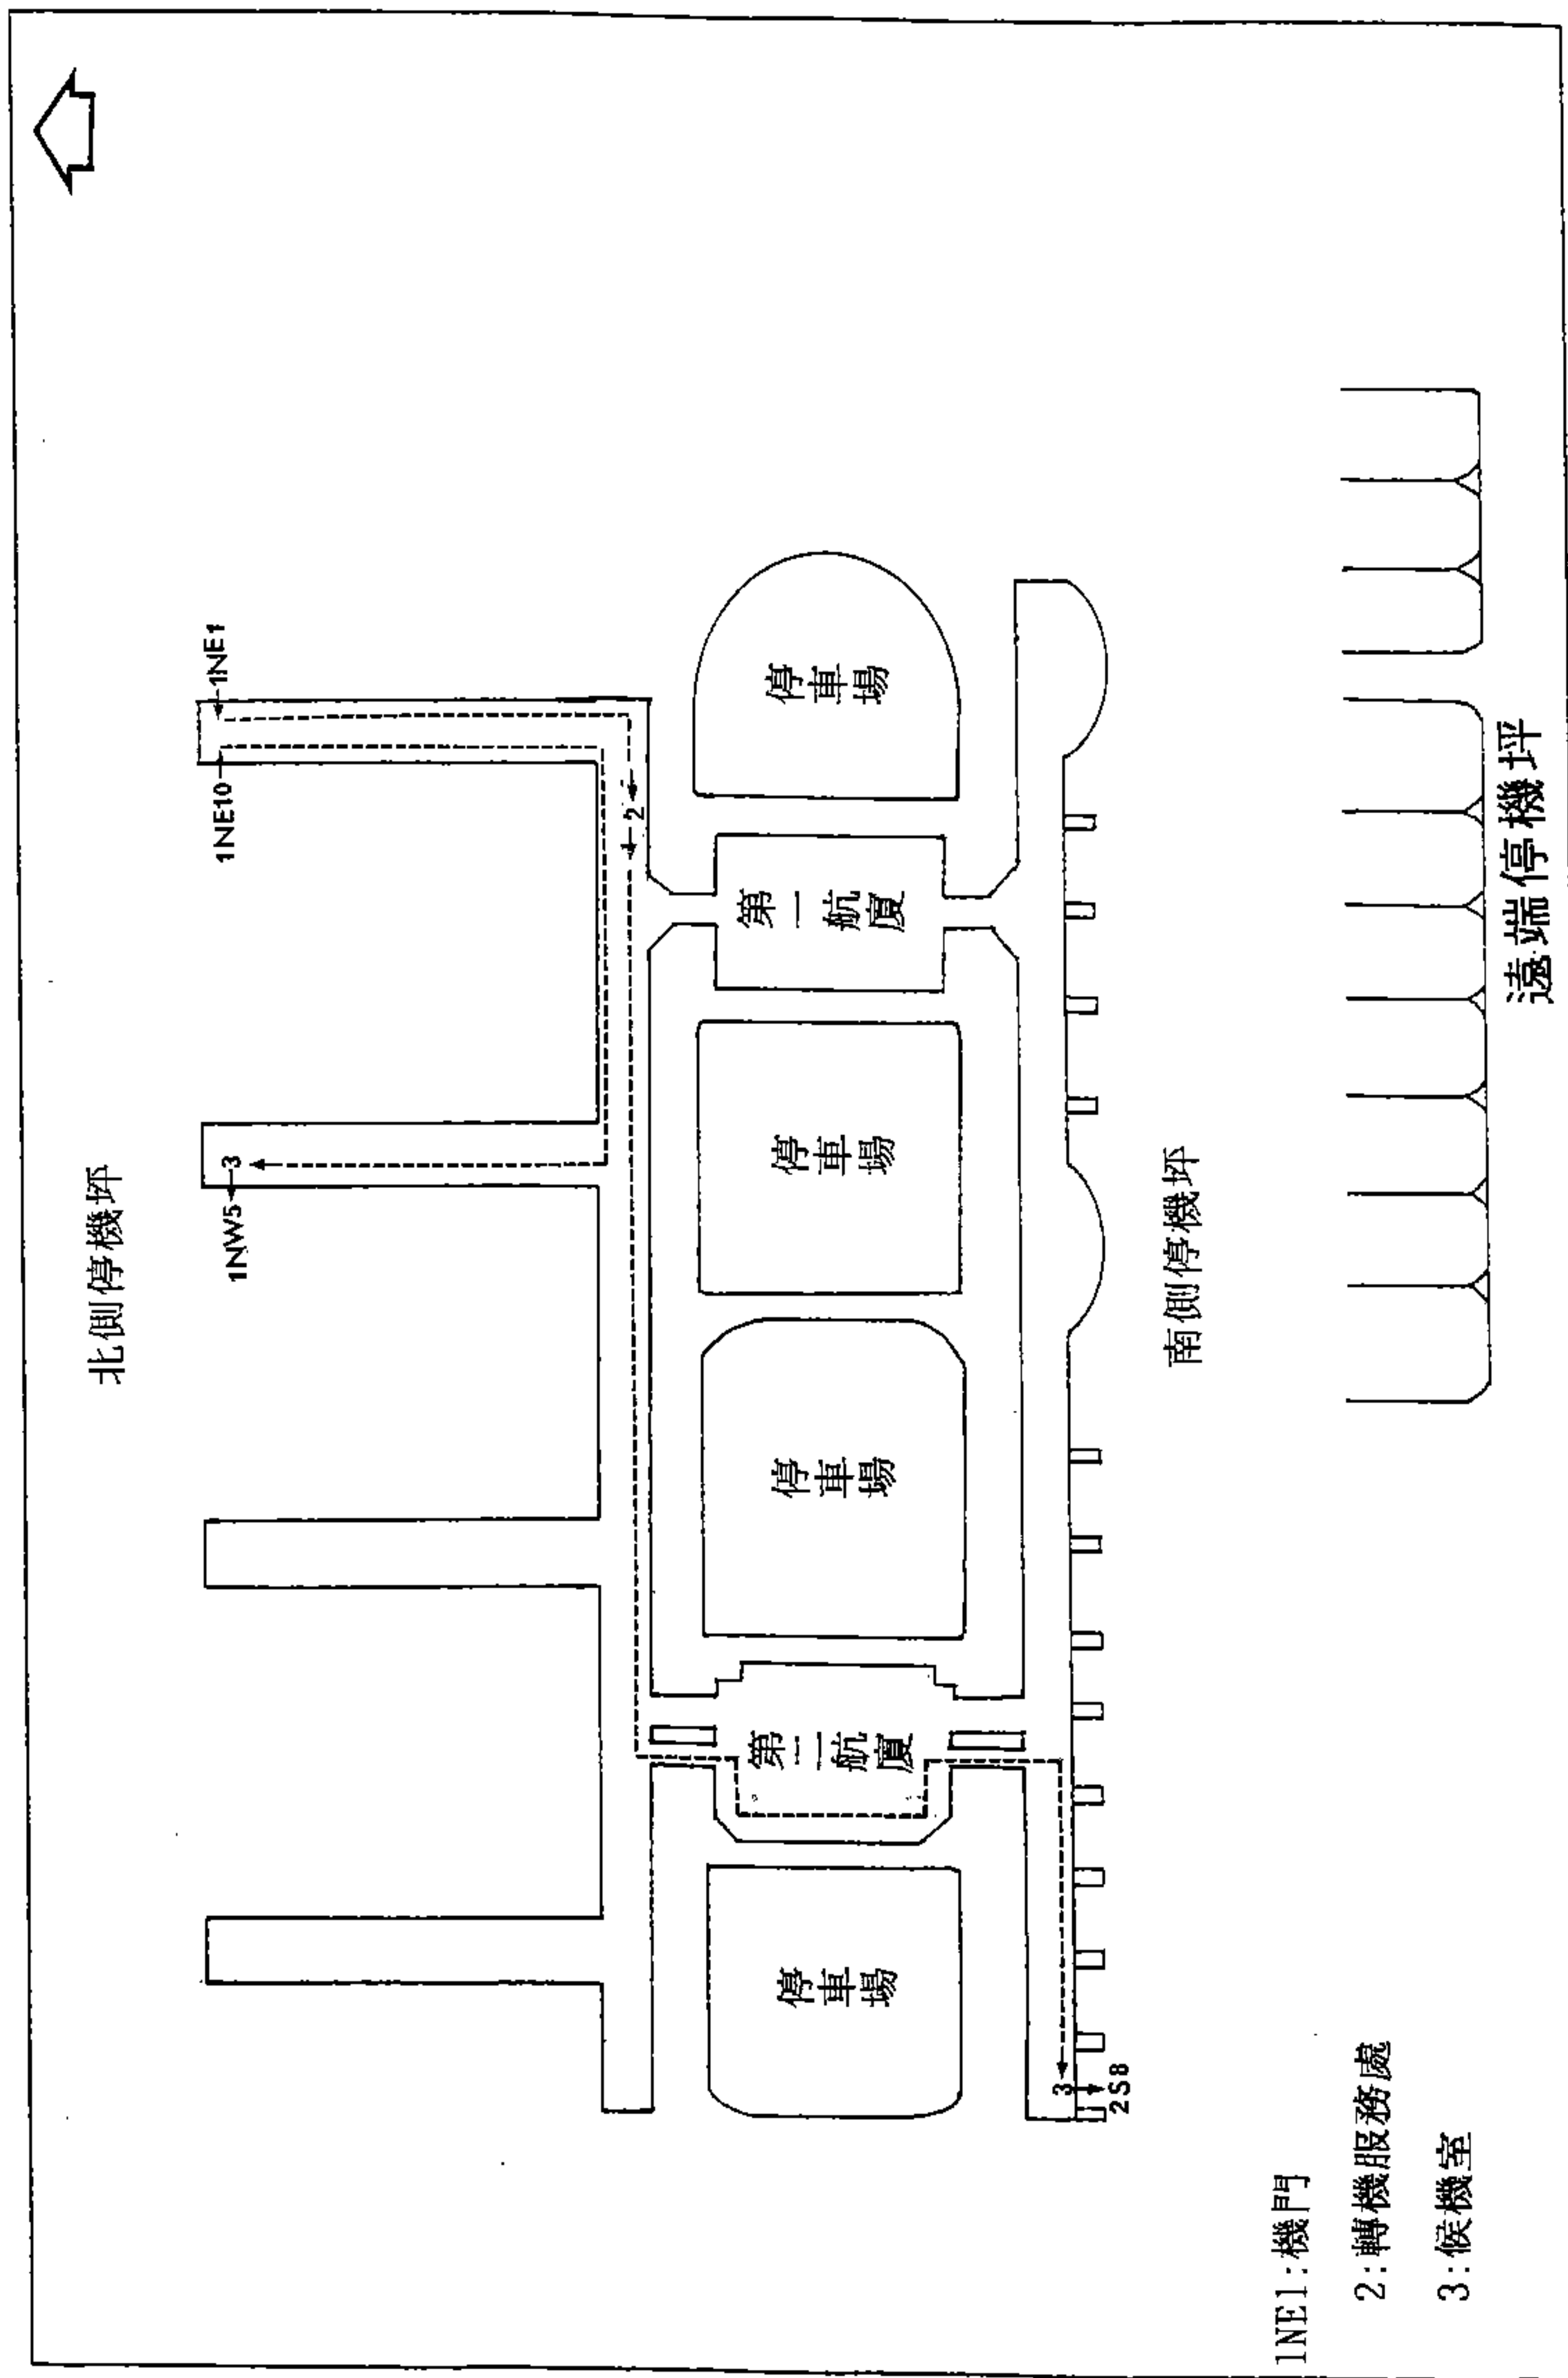 北側停機坪
1NW5
3
1NE10
1NE1
2
停車場
第二航廈
停車場
停車場
第一航廈
停車場
3
2S8
南側停機坪
遠端停機坪
1NE1:機門
2:轉機服務處
3:候機室